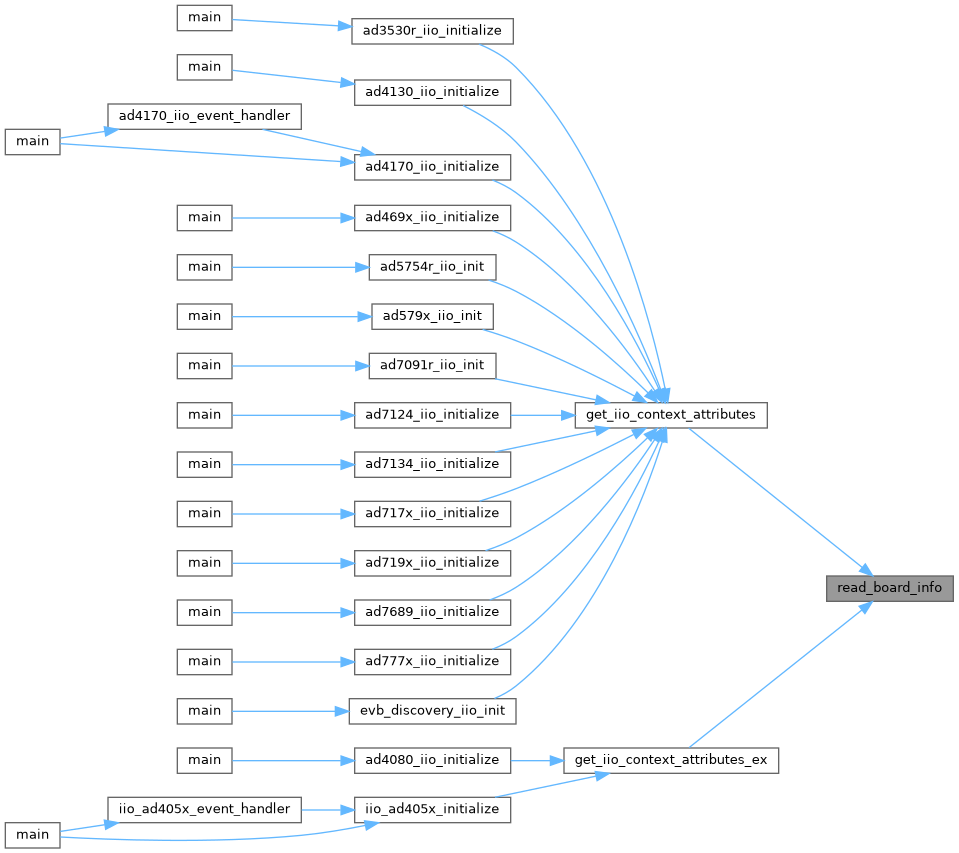 main
ad3530r_iio_initialize
main
ad4130_iio_initialize
ad4170_iio_event_handler
main
ad4170_iio_initialize
main
ad469x_iio_initialize
main
ad5754r_iio_init
main
ad579x_iio_init
main
ad7091r_iio_init
main
ad7124_iio_initialize
get_iio_context_attributes
main
ad7134_iio_initialize
main
ad717x_iio_initialize
main
ad719x_iio_initialize
read_board_info
main
ad7689_iio_initialize
main
ad777x_iio_initialize
main
evb_discovery_iio_init
main
ad4080_iio_initialize
get_iio_context_attributes_ex
iio_ad405x_event_handler
iio_ad405x_initialize
main